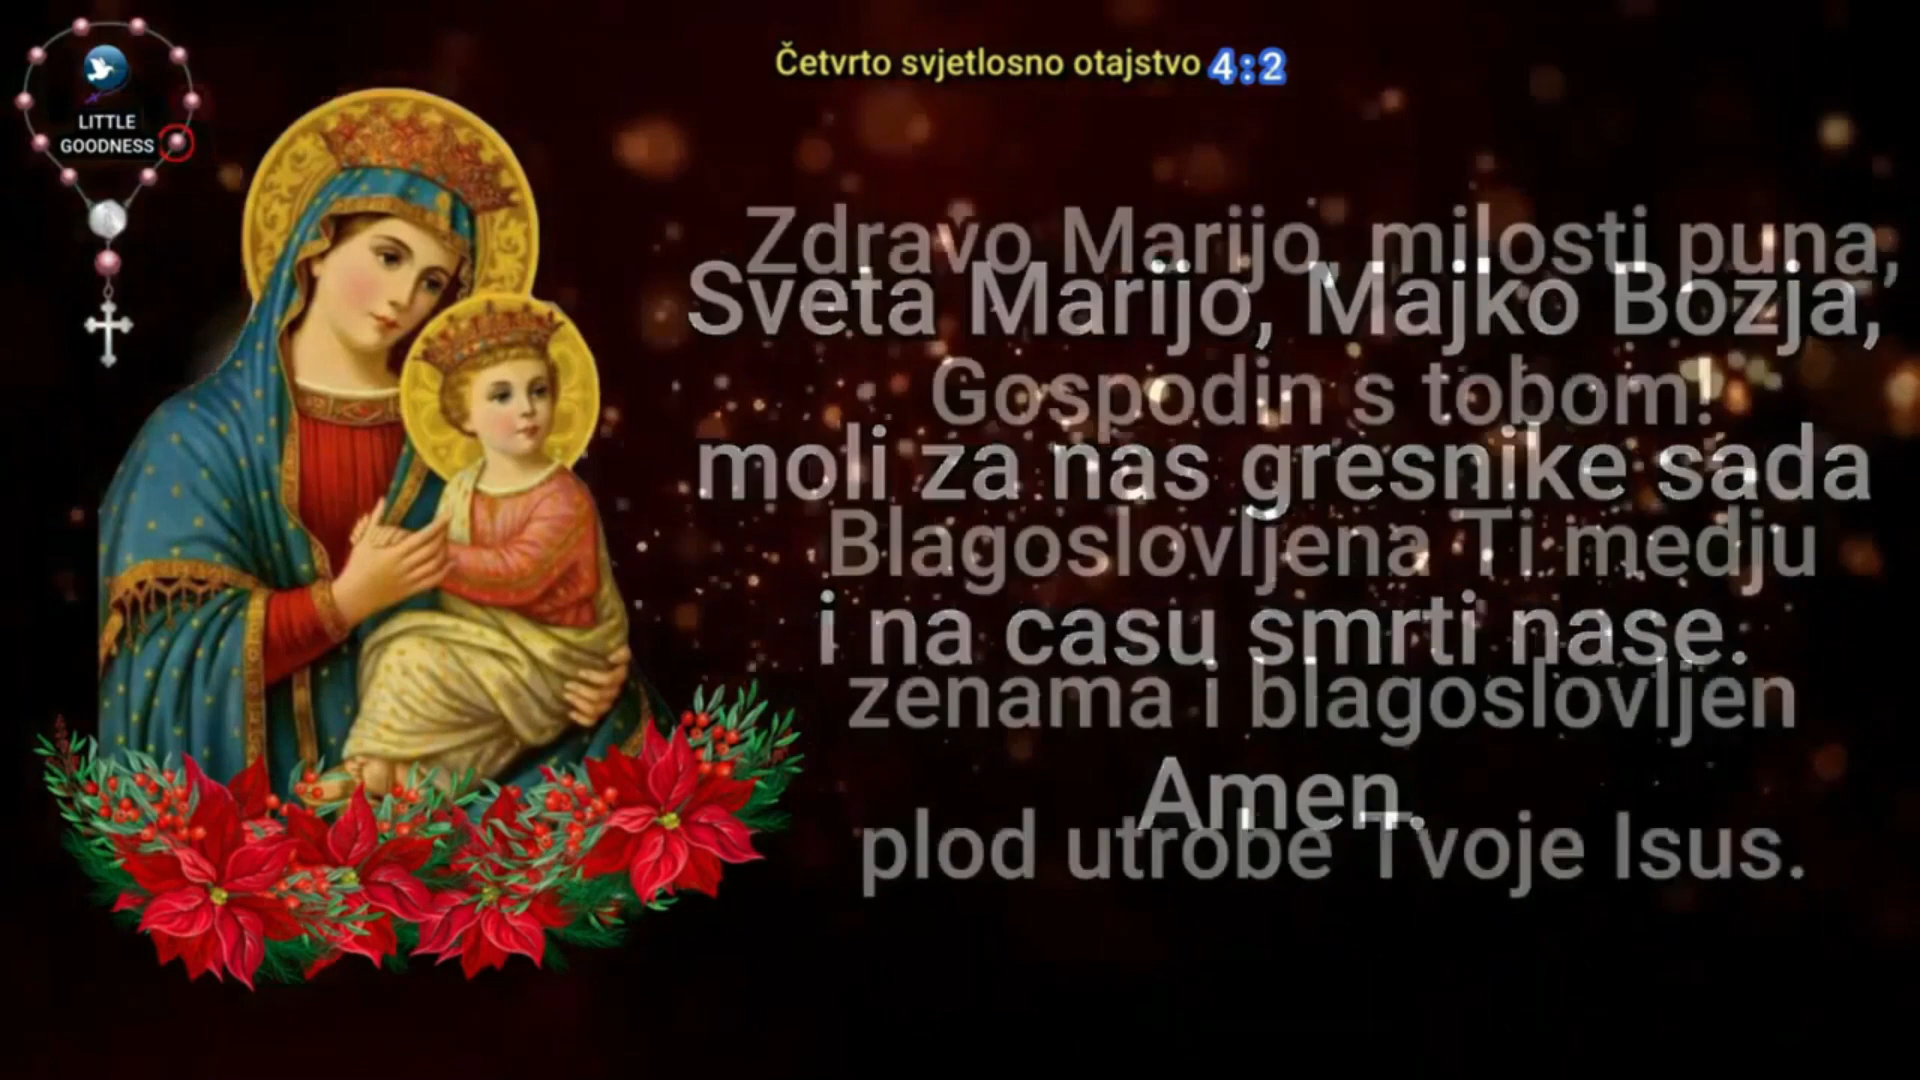 LITTLE
GOODNESS
Četvrto svjetlosno otajstvo 4:2
Zdravo Marijo, milosti puna,
Gospodin s tobom!
Blagoslovljena Ti medju
zenama i blagoslovljen
plod utrobe Tvoje Isus.
Sveta Marijo, Majko Bozja,
moli za nas gresnike sada
i na casu smrti nase.
Amen.